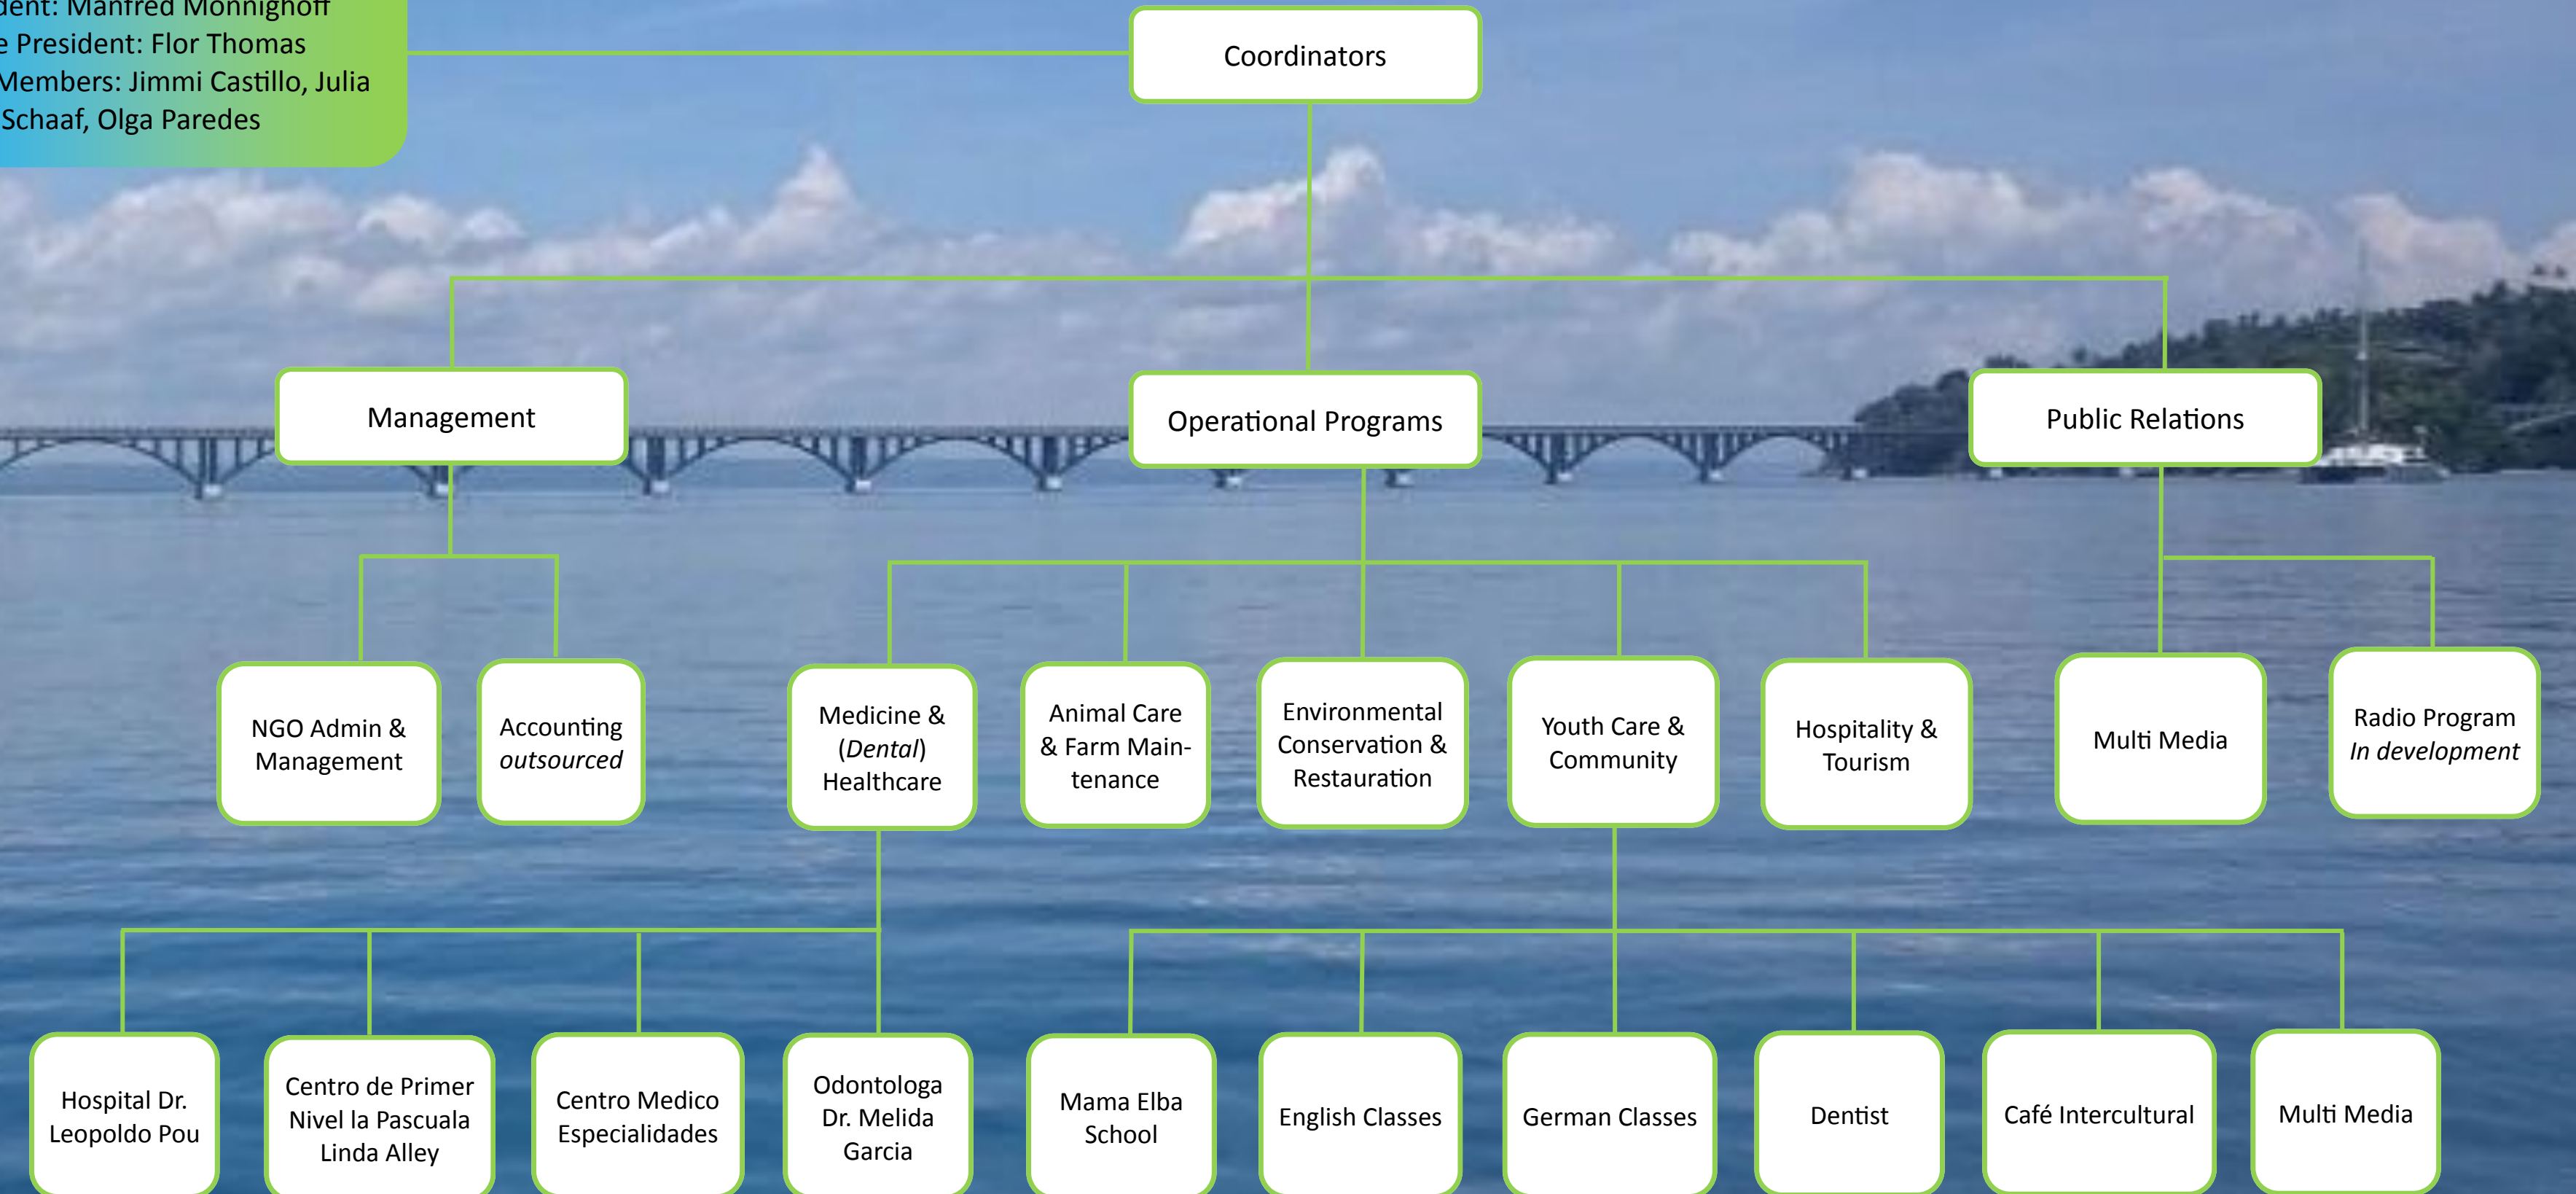 dent: Manfred Monnighoff
e President: Flor Thomas
Members: Jimmi Castillo, Julia
Schaaf, Olga Paredes
Coordinators
Management
Operational Programs
Public Relations
NGO Admin &
Management
Accounting
outsourced
Medicine &
(Dental)
Healthcare
Animal Care
& Farm Main-
tenance
Environmental
Conservation &
Restauration
Youth Care &
Community
Hospitality &
Tourism
Multi Media
Radio Program
In development
Hospital Dr.
Leopoldo Pou
Centro de Primer
Nivel la Pascuala
Linda Alley
Centro Medico
Especialidades
Odontologa
Dr. Melida
Garcia
Mama Elba
School
English Classes
German Classes
Dentist
Café Intercultural
Multi Media